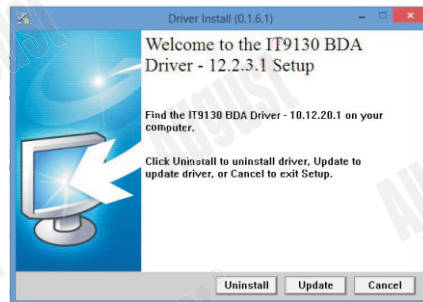 Driver Install (0.1.6.1)
Welcome to the IT9130 BDA
Driver - 12.2.3.1 Setup
Find the IT9130 BDA Driver - 10.12.20.1 on your
computer.
Click Uninstall to uninstall driver, Update to
update driver, or Cancel to exit Setup.
Uninstall
Update
Cancel
August